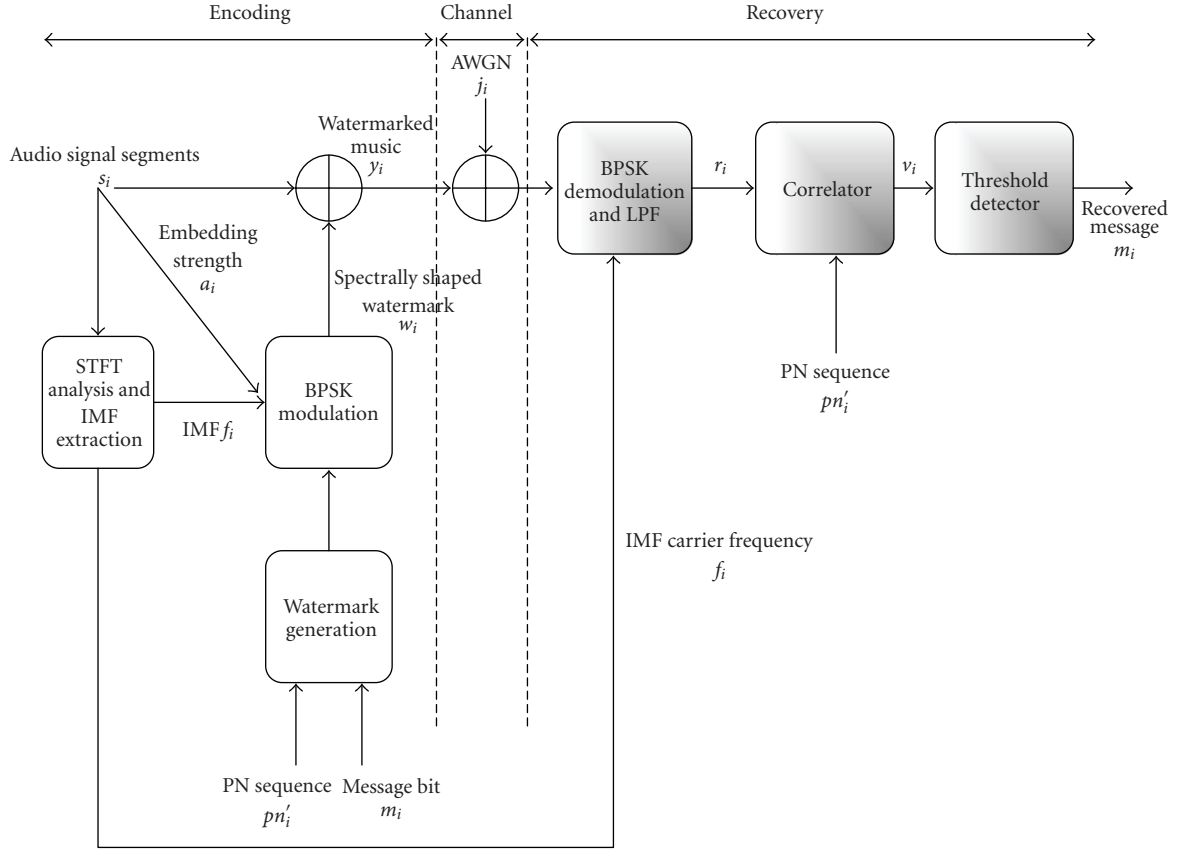 Encoding
Channel
Recovery
AWGN
j_i
Watermarked
music
y_i
Audio signal segments
s_i
BPSK
demodulation
and LPF
r_i
Correlator
v_i
Threshold
detector
Recovered
message
m_i
Embedding
strength
a_i
Spectrally shaped
watermark
w_i
STFT
analysis and
IMF
extraction
IMF f_i
BPSK
modulation
PN sequence
pn′_i
IMF carrier frequency
f_i
Watermark
generation
PN sequence
pn′_i
Message bit
m_i